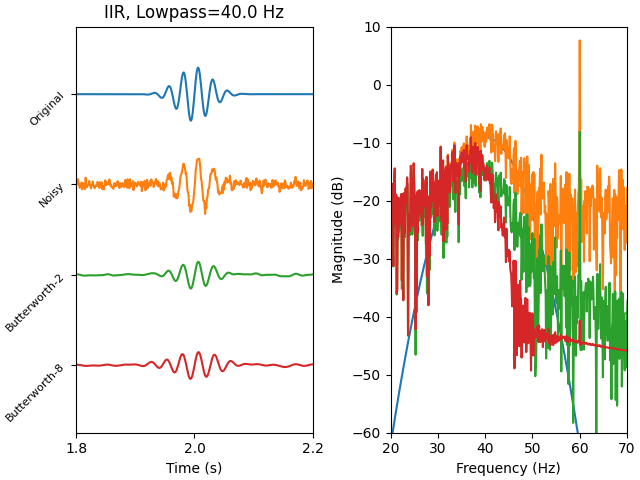 IIR, Lowpass=40.0 Hz
Original
Noisy
Butterworth-2
Butterworth-8
1.8
2.0
2.2
Time (s)
Magnitude (dB)
10
0
−10
−20
−30
−40
−50
−60
20
30
40
50
60
70
Frequency (Hz)